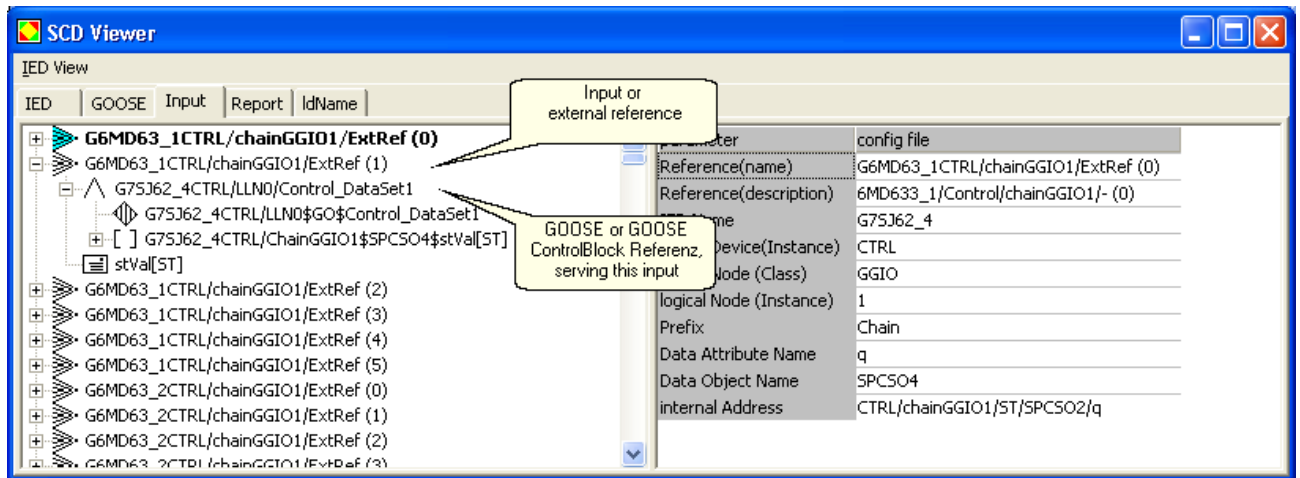 SCD Viewer
IED View
IED GOOSE Input Report ldName
Input or
external reference
G6MD63_1CTRL/chainGGIO1/ExtRef (0)
G6MD63_1CTRL/chainGGIO1/ExtRef (1)
G7SJ62_4CTRL/LLN0/Control_DataSet1
G7SJ62_4CTRL/LLN0$GO$Control_DataSet1
G7SJ62_4CTRL/ChainGGIO1$SPCSO4$stVal[ST]
stVal[ST]
G6MD63_1CTRL/chainGGIO1/ExtRef (2)
G6MD63_1CTRL/chainGGIO1/ExtRef (3)
G6MD63_1CTRL/chainGGIO1/ExtRef (4)
G6MD63_1CTRL/chainGGIO1/ExtRef (5)
G6MD63_2CTRL/chainGGIO1/ExtRef (0)
G6MD63_2CTRL/chainGGIO1/ExtRef (1)
G6MD63_2CTRL/chainGGIO1/ExtRef (2)
G6MD63_2CTRL/chainGGIO1/ExtRef (3)
GOOSE or GOOSE
ControlBlock Referenz,
serving this input
parameter config file
Reference(name) G6MD63_1CTRL/chainGGIO1/ExtRef (0)
Reference(description) 6MD633_1/Control/chainGGIO1/- (0)
Name G7SJ62_4
Device(Instance) CTRL
Node (Class) GGIO
logical Node (Instance) 1
Prefix Chain
Data Attribute Name q
Data Object Name SPCSO4
internal Address CTRL/chainGGIO1/ST/SPCSO2/q